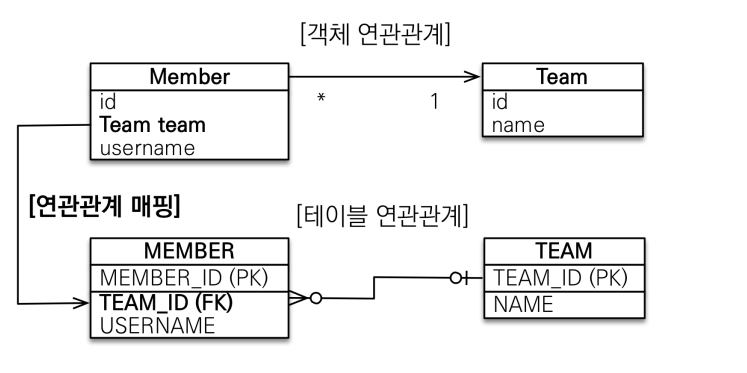 [객체 연관관계]
Member
id
Team team
username
* 1
Team
id
name
[연관관계 매핑]
[테이블 연관관계]
MEMBER
MEMBER_ID (PK)
TEAM_ID (FK)
USERNAME
TEAM
TEAM_ID (PK)
NAME